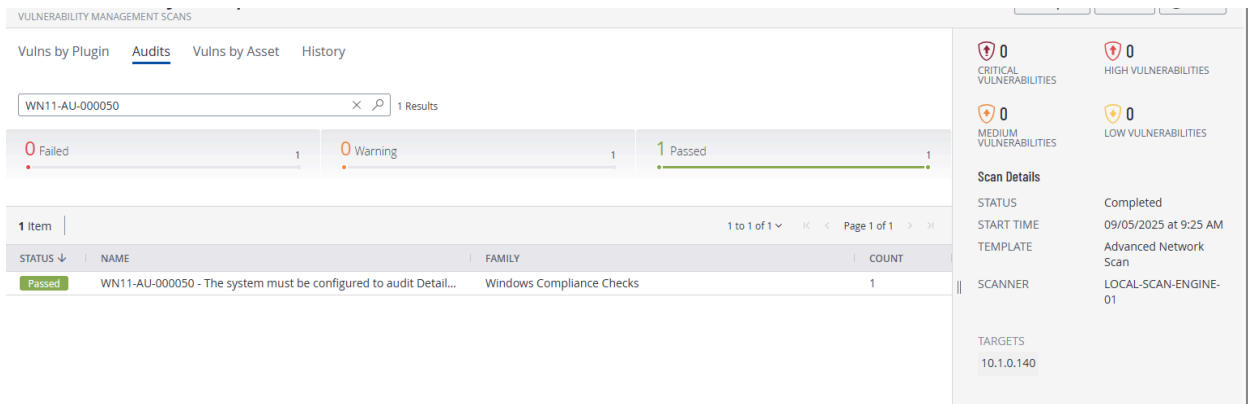 VULNERABILITY MANAGEMENT SCANS
Vulns by Plugin Audits Vulns by Asset History
WN11-AU-000050 1 Results
0 Failed 1
0 Warning 1
1 Passed 1
1 Item 1 to 1 of 1 Page 1 of 1
STATUS NAME FAMILY COUNT
Passed WN11-AU-000050 - The system must be configured to audit Detail... Windows Compliance Checks 1
0
CRITICAL
VULNERABILITIES
0
HIGH VULNERABILITIES
0
MEDIUM
VULNERABILITIES
0
LOW VULNERABILITIES
Scan Details
STATUS Completed
START TIME 09/05/2025 at 9:25 AM
TEMPLATE Advanced Network
Scan
SCANNER LOCAL-SCAN-ENGINE-
01
TARGETS
10.1.0.140